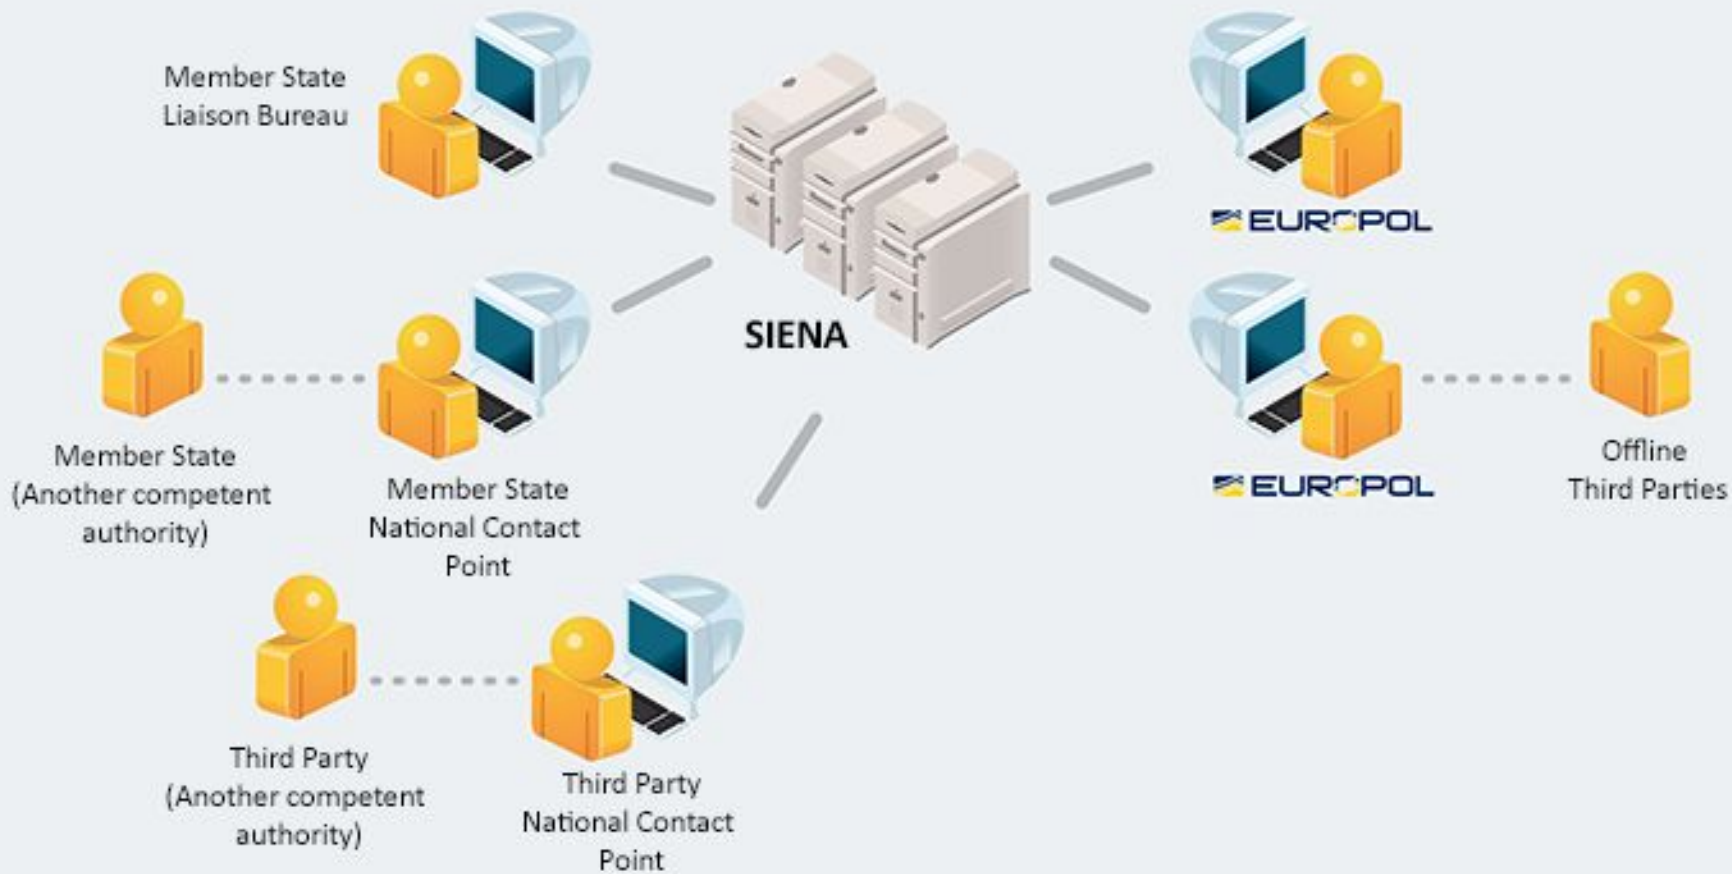 Member State
Liaison Bureau
EUROPOL
SIENA
Member State
(Another competent
authority)
Member State
National Contact
Point
EUROPOL
Offline
Third Parties
Third Party
(Another competent
authority)
Third Party
National Contact
Point